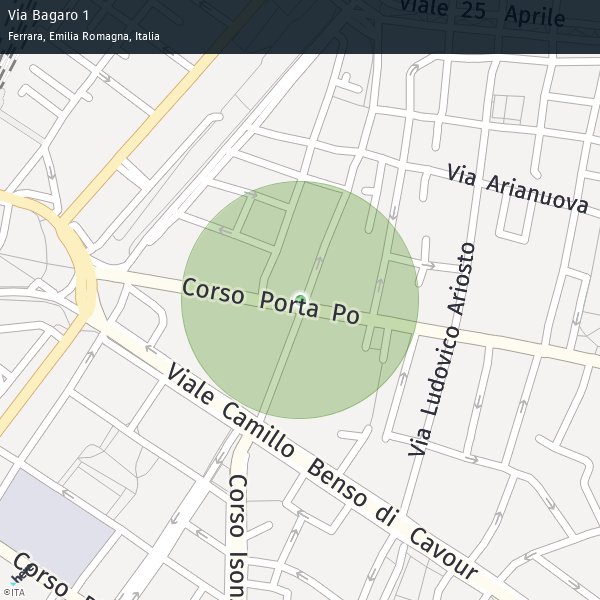 Via Bagaro 1
Ferrara, Emilia Romagna, Italia
Viale 25 Aprile
Via Arianuova
Corso Porta Po
Via Ludovico Ariosto
Viale Camillo Benso di Cavour
Corso Ison
Corso
here
©ITA